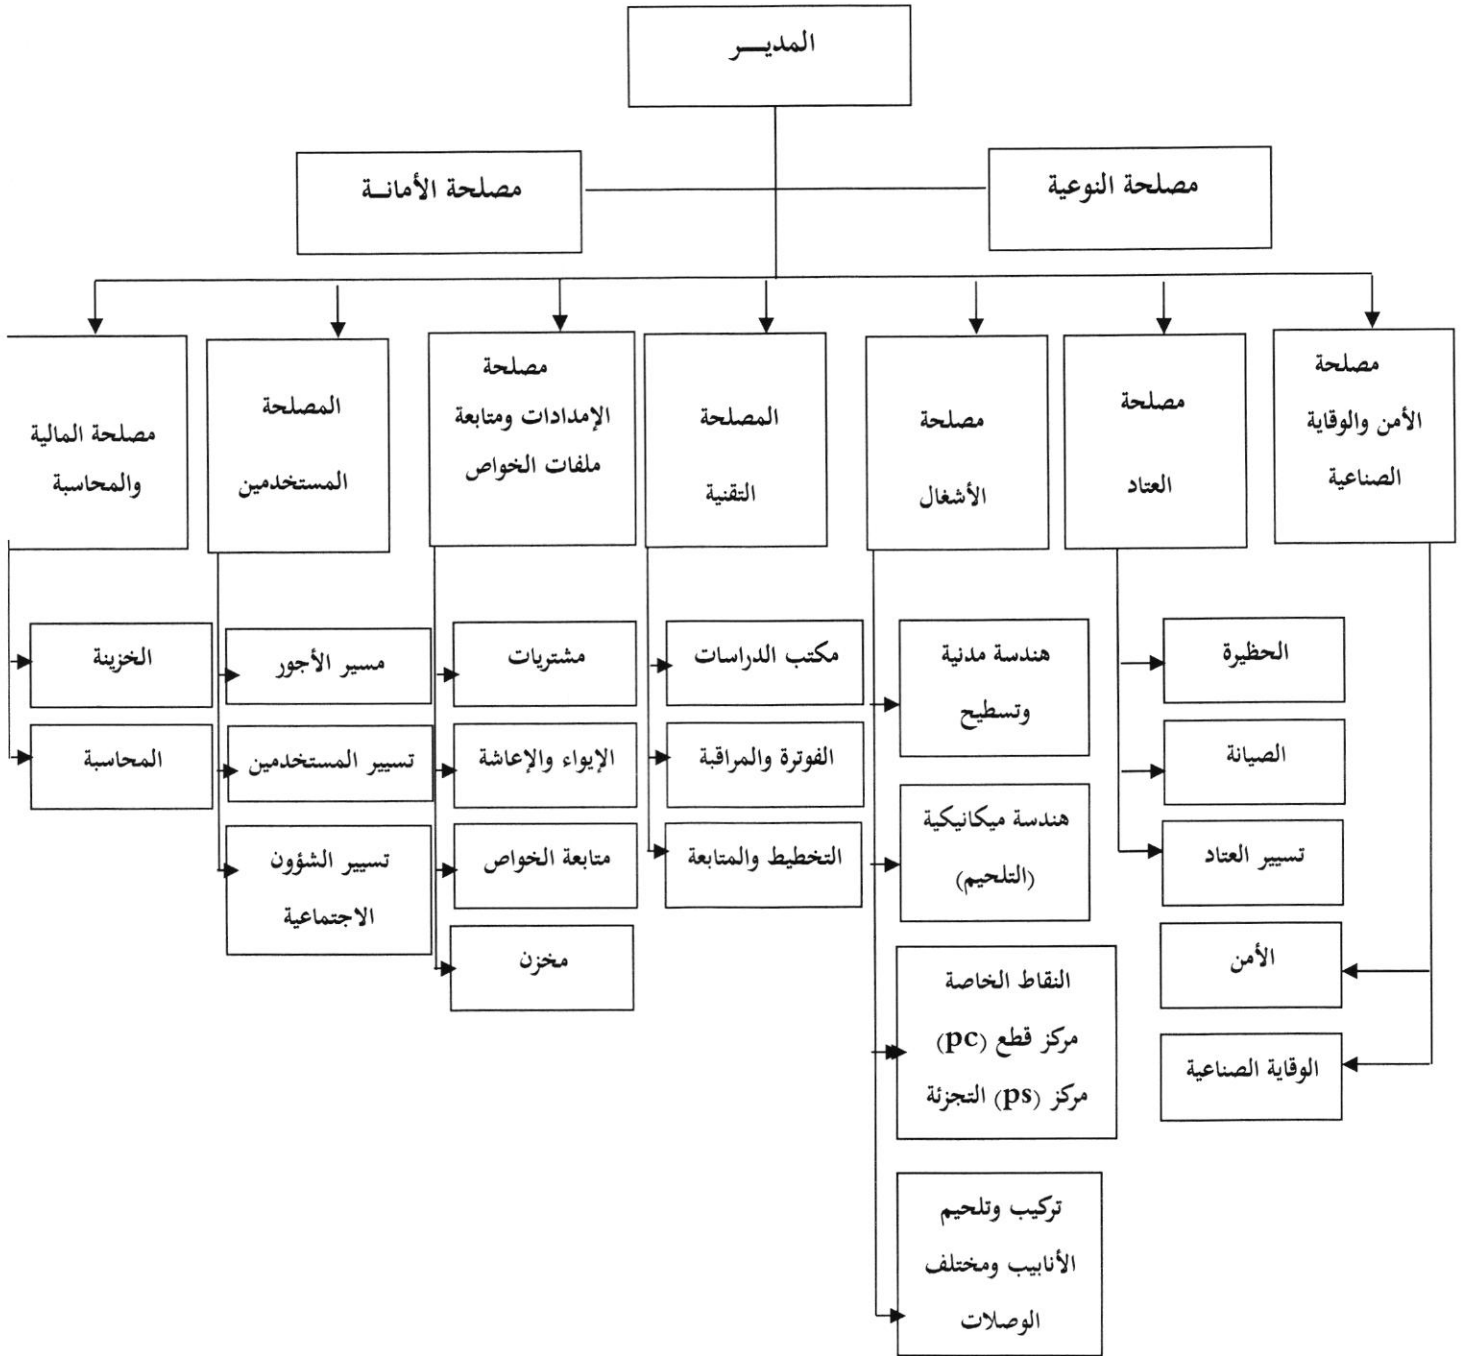 المديـــر
مصلحة النوعية
مصلحة الأمانــة
مصلحة
الأمن والوقاية
الصناعية
مصلحة
العتاد
مصلحة
الأشغال
المصلحة
التقنية
مصلحة
الإمدادات ومتابعة
ملفات الخواص
المصلحة
المستخدمين
مصلحة المالية
والمحاسبة
الحظيرة
الصيانة
تسيير العتاد
الأمن
الوقاية الصناعية
هندسة مدنية
وتسطيح
هندسة ميكانيكية
(التلحيم)
النقاط الخاصة
مركز قطع (pc)
مركز (ps) التجزئة
تركيب وتلحيم
الأنابيب ومختلف
الوصلات
مكتب الدراسات
الفوترة والمراقبة
التخطيط والمتابعة
مشتريات
الإيواء والإعاشة
متابعة الخواص
مخزن
مسير الأجور
تسيير المستخدمين
تسيير الشؤون
الاجتماعية
الخزينة
المحاسبة